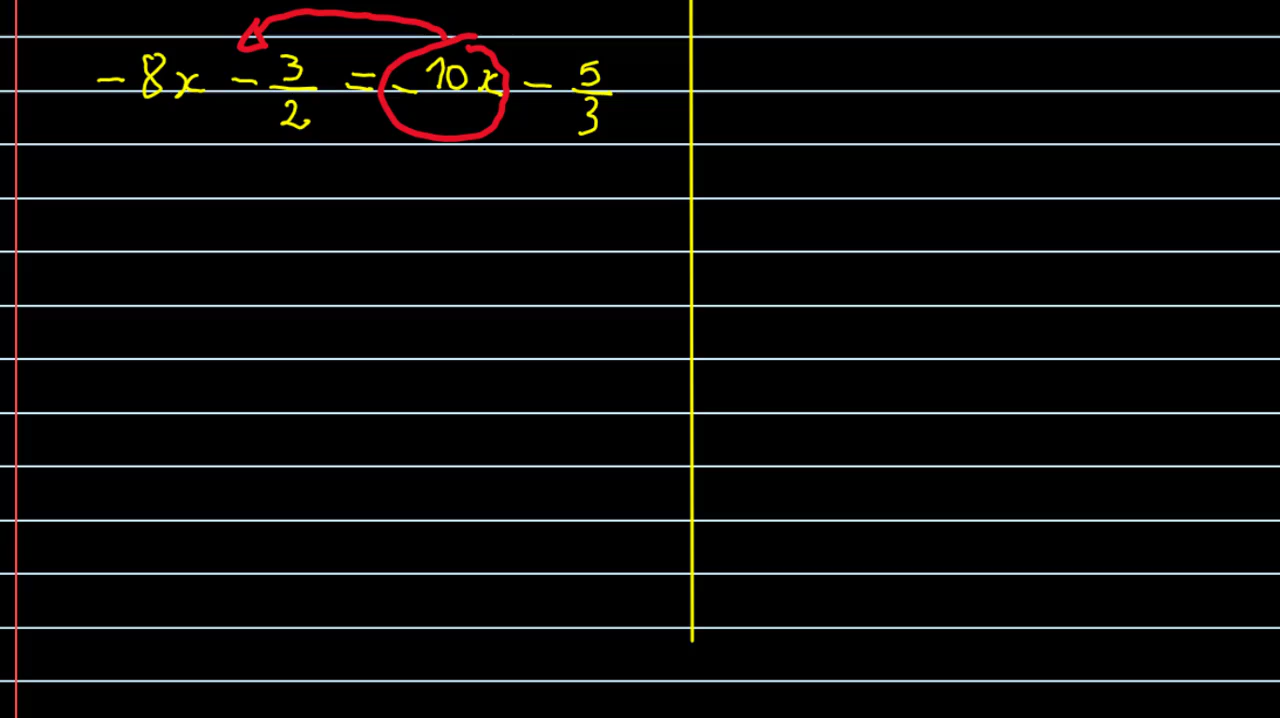 -8x - 3/2 = -10x - 5/3